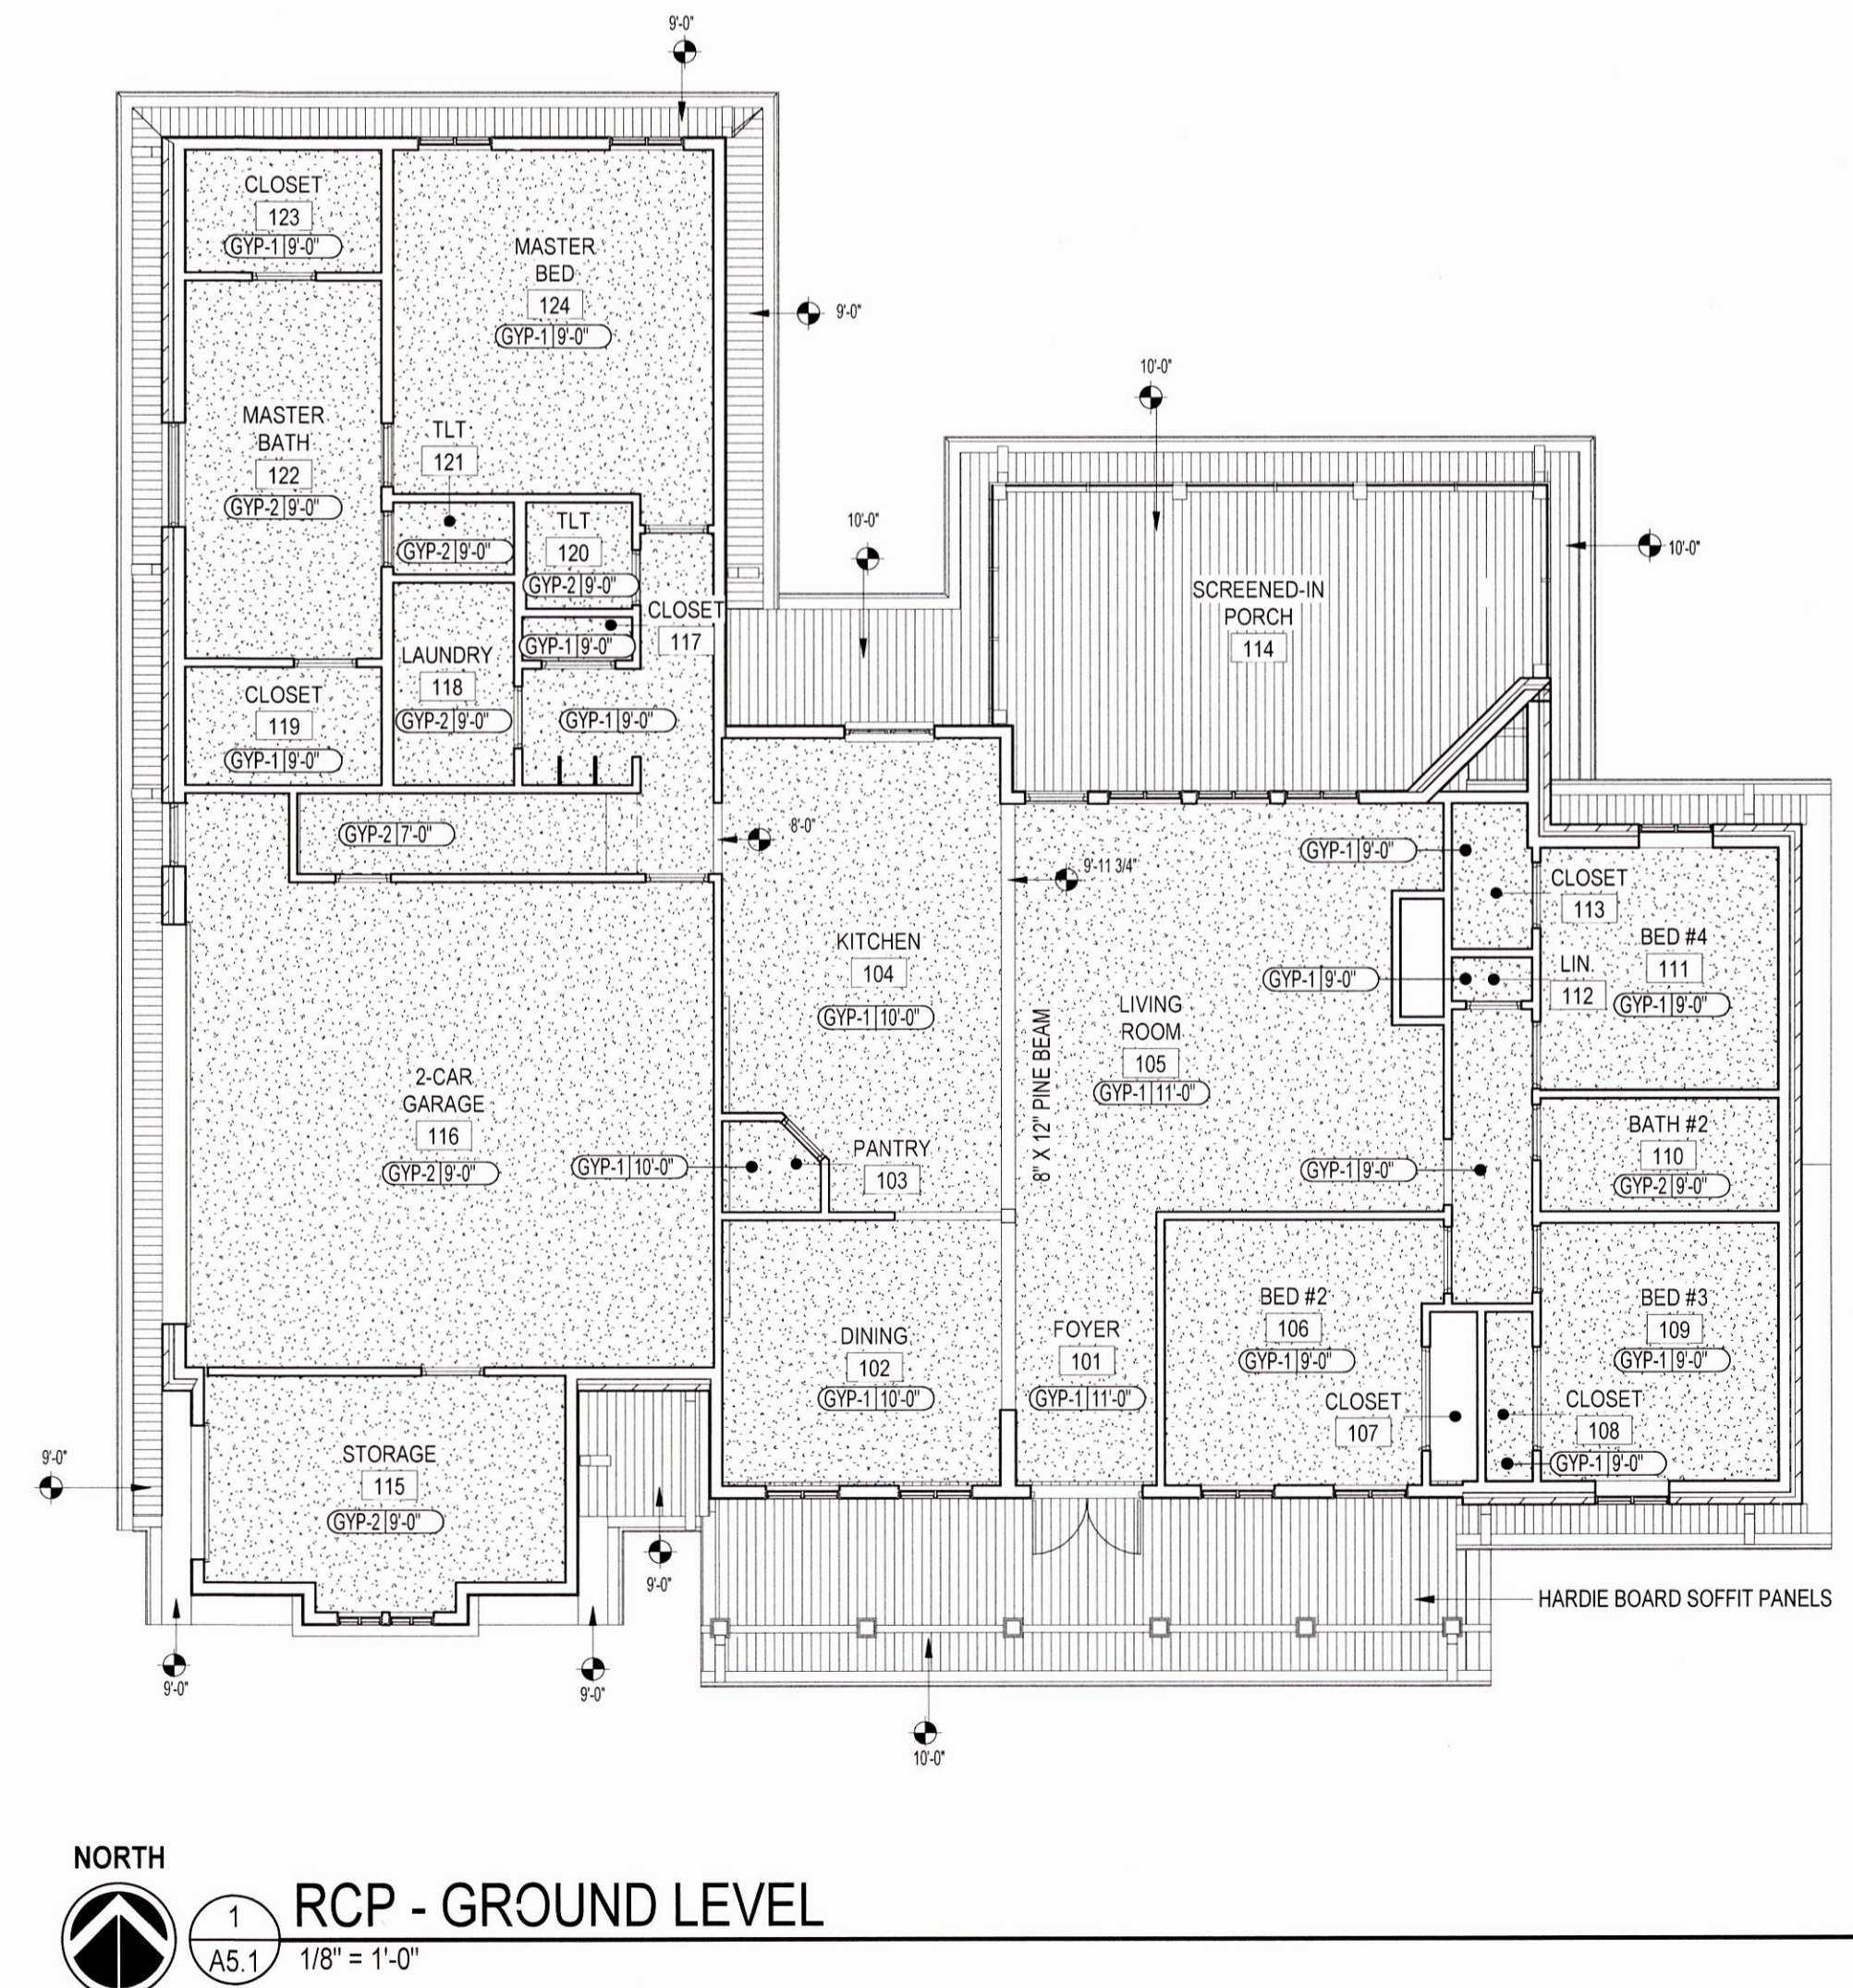 9'-0"
CLOSET
123
GYP-1 9'-0"
MASTER
BED
124
GYP-1 9'-0"
9'-0"
10'-0"
MASTER
BATH
122
GYP-2 9'-0"
TLT
121
GYP-2 9'-0"
TLT
120
GYP-2 9'-0"
10'-0"
10'-0"
SCREENED-IN
PORCH
114
CLOSET
117
GYP-1 9'-0"
LAUNDRY
118
GYP-2 9'-0"
CLOSET
119
GYP-1 9'-0"
GYP-1 9'-0"
GYP-2 7'-0"
8'-0"
9'-11 3/4"
GYP-1 9'-0"
CLOSET
113
KITCHEN
104
GYP-1 10'-0"
BED #4
111
GYP-1 9'-0"
GYP-1 9'-0"
LIN.
112
LIVING
ROOM
105
GYP-1 11'-0"
8" X 12" PINE BEAM
2-CAR
GARAGE
116
GYP-2 9'-0"
GYP-1 10'-0"
PANTRY
103
GYP-1 9'-0"
BATH #2
110
GYP-2 9'-0"
DINING
102
GYP-1 10'-0"
FOYER
101
GYP-1 11'-0"
BED #2
106
GYP-1 9'-0"
BED #3
109
GYP-1 9'-0"
CLOSET
107
CLOSET
108
GYP-1 9'-0"
STORAGE
115
GYP-2 9'-0"
9'-0"
9'-0"
9'-0"
9'-0"
HARDIE BOARD SOFFIT PANELS
10'-0"
NORTH
1
A5.1
RCP - GROUND LEVEL
1/8" = 1'-0"